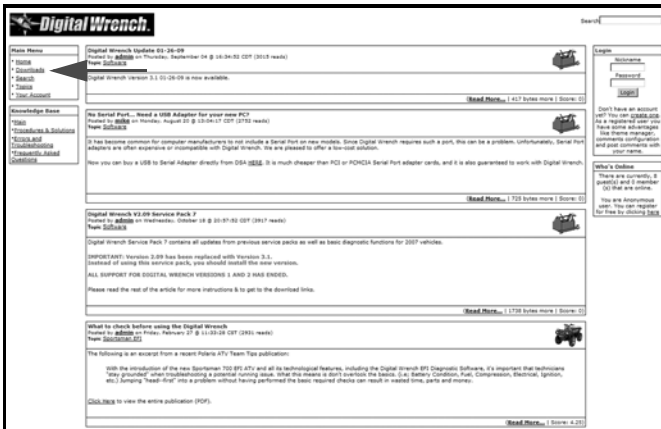 Digital Wrench.
Search
Main Menu
• Home
• Downloads
• Search
• Topics
• Your Account
Knowledge Base
•Main
•Procedures & Solutions
•Errors and
Troubleshooting
•Frequently Asked
Questions
Digital Wrench Update 01-26-09
Posted by admin on Thursday, September 04 @ 16:34:52 CDT (3015 reads)
Topic Software
Digital Wrench Version 3.1 01-26-09 is now available.
(Read More... | 417 bytes more | Score: 0)
No Serial Port... Need a USB Adapter for your new PC?
Posted by mike on Monday, August 20 @ 13:04:17 CDT (2752 reads)
Topic Software
It has become common for computer manufacturers to not include a Serial Port on new models. Since Digital Wrench requires such a port, this can be a problem. Unfortunately, Serial Port
adapters are often expensive or incompatible with Digital Wrench. We are pleased to offer a low-cost solution.
Now you can buy a USB to Serial Adapter directly from DSA HERE. It is much cheaper than PCI or PCMCIA Serial Port adapter cards, and it is also guaranteed to work with Digital Wrench.
(Read More... | 725 bytes more | Score: 0)
Digital Wrench V2.09 Service Pack 7
Posted by admin on Wednesday, October 18 @ 20:57:52 CDT (3917 reads)
Topic Software
Digital Wrench Service Pack 7 contains all updates from previous service packs as well as basic diagnostic functions for 2007 vehicles.
IMPORTANT: Version 2.09 has been replaced with Version 3.1.
Instead of using this service pack, you should install the new version.
ALL SUPPORT FOR DIGITAL WRENCH VERSIONS 1 AND 2 HAS ENDED.
Please read the rest of the article for more instructions & to get to the download links.
(Read More... | 1738 bytes more | Score: 0)
What to check before using the Digital Wrench
Posted by admin on Friday, February 27 @ 11:33:26 CST (2931 reads)
Topic Sportsman EFI
The following is an excerpt from a recent Polaris ATV Team Tips publication:
With the introduction of the new Sportsman 700 EFI ATV and all its technological features, including the Digital Wrench EFI Diagnostic Software, it's important that technicians
"stay grounded" when troubleshooting a potential running issue. What this means is don't overlook the basics. (i.e; Battery Condition, Fuel, Compression, Electrical, Ignition,
etc.) Jumping "head-first" into a problem without having performed the basic required checks can result in wasted time, parts and money.
Click Here to view the entire publication (PDF).
(Read More... | Score: 4.25)
Login
Nickname
Password
Login
Don't have an account
yet? You can create one.
As a registered user you
have some advantages
like theme manager,
comments configuration
and post comments with
your name.
Who's Online
There are currently, 8
guest(s) and 0 member
(s) that are online.
You are Anonymous
user. You can register
for free by clicking here